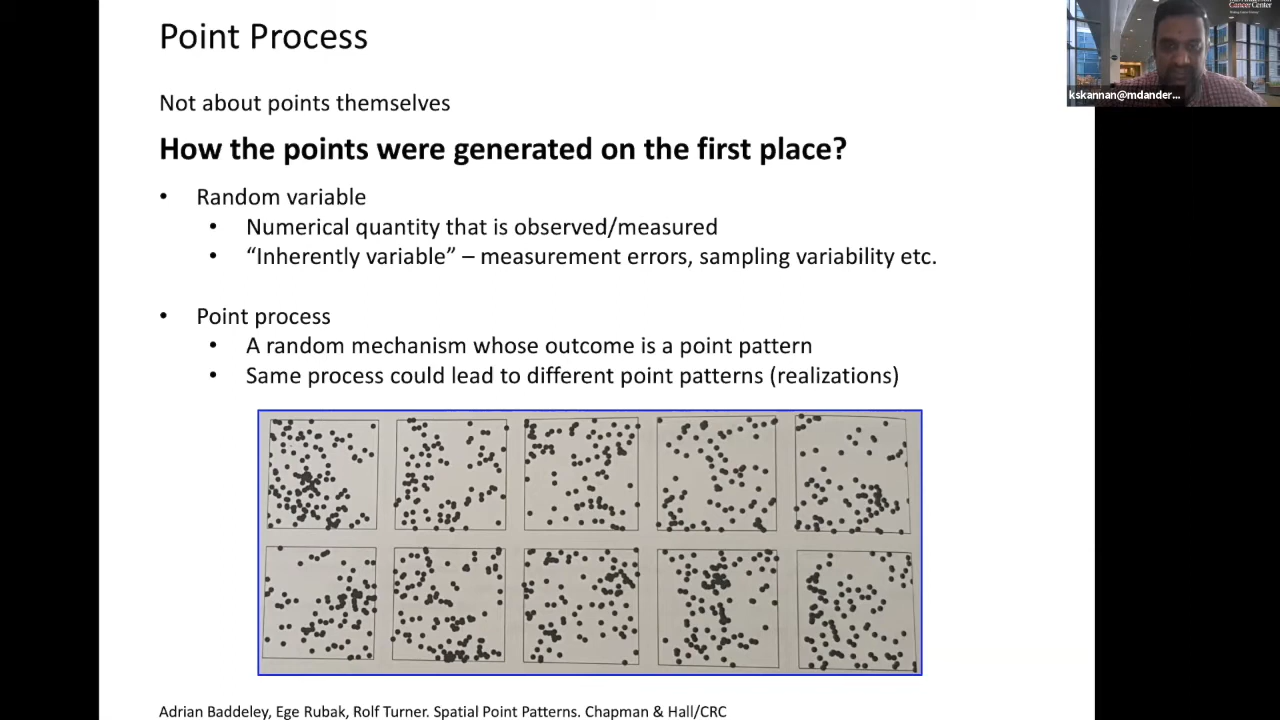 Point Process
Not about points themselves
How the points were generated on the first place?
• Random variable
• Numerical quantity that is observed/measured
• “Inherently variable” – measurement errors, sampling variability etc.
• Point process
• A random mechanism whose outcome is a point pattern
• Same process could lead to different point patterns (realizations)
Adrian Baddeley, Ege Rubak, Rolf Turner. Spatial Point Patterns. Chapman & Hall/CRC
Cancer Center
kskannan@mdander...